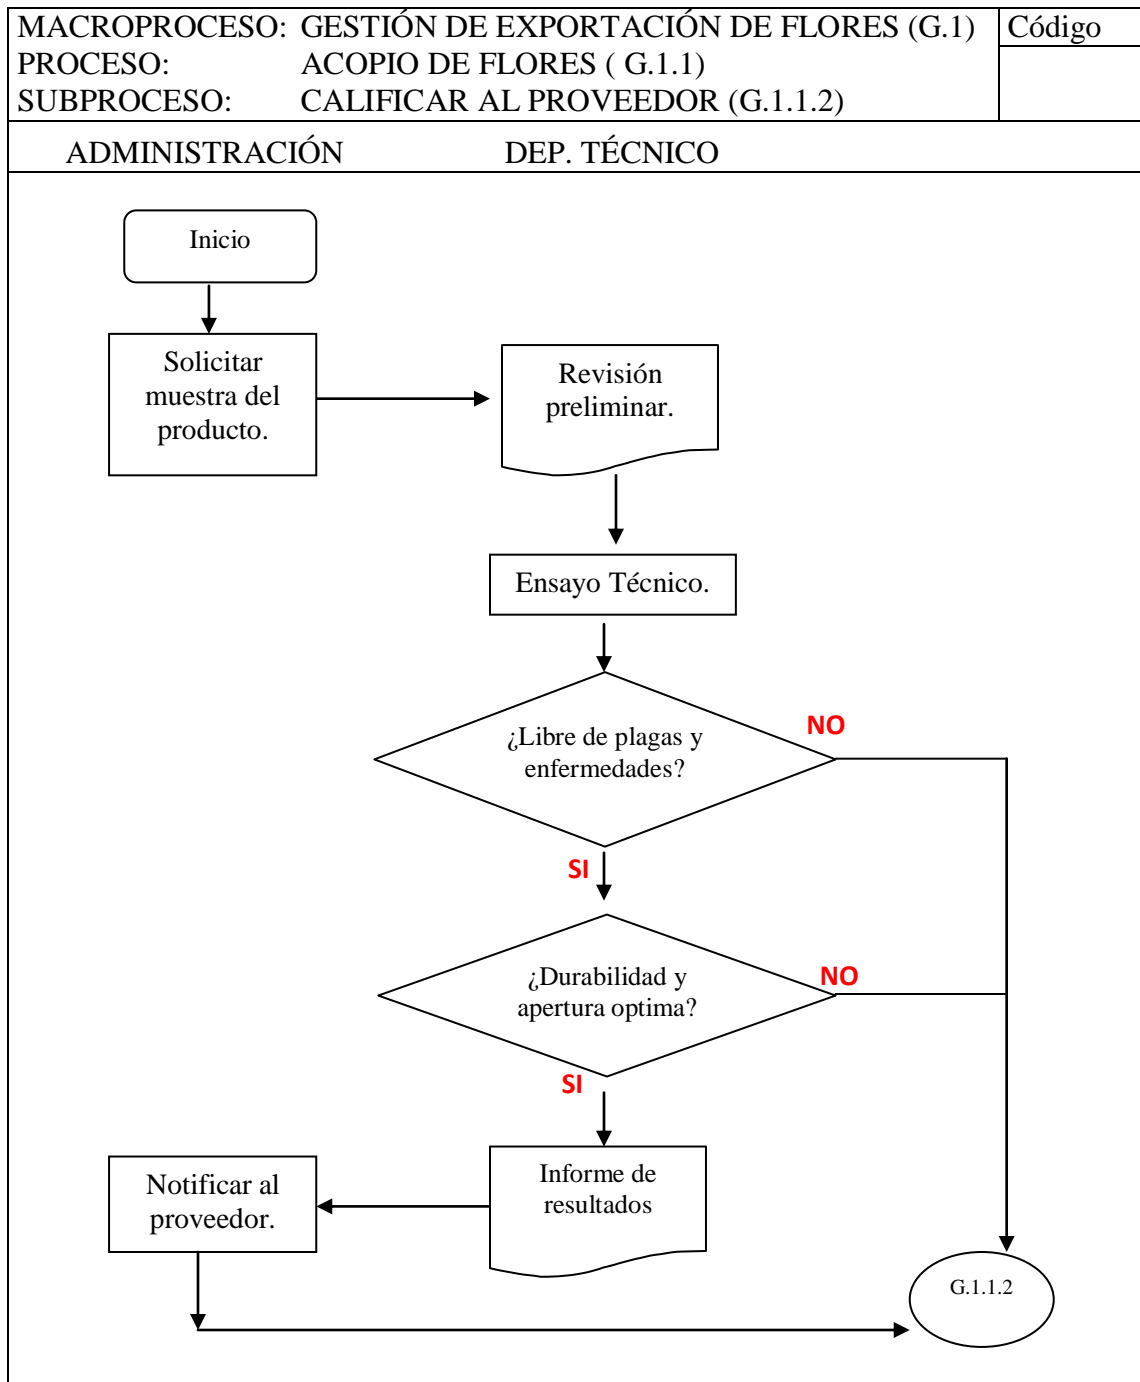 MACROPROCESO: GESTIÓN DE EXPORTACIÓN DE FLORES (G.1)
Código
PROCESO: ACOPIO DE FLORES ( G.1.1)
SUBPROCESO: CALIFICAR AL PROVEEDOR (G.1.1.2)
ADMINISTRACIÓN
DEP. TÉCNICO
Inicio
Solicitar
muestra del
producto.
Revisión
preliminar.
Ensayo Técnico.
¿Libre de plagas y
enfermedades?
NO
SI
¿Durabilidad y
apertura optima?
NO
SI
Informe de
resultados
Notificar al
proveedor.
G.1.1.2